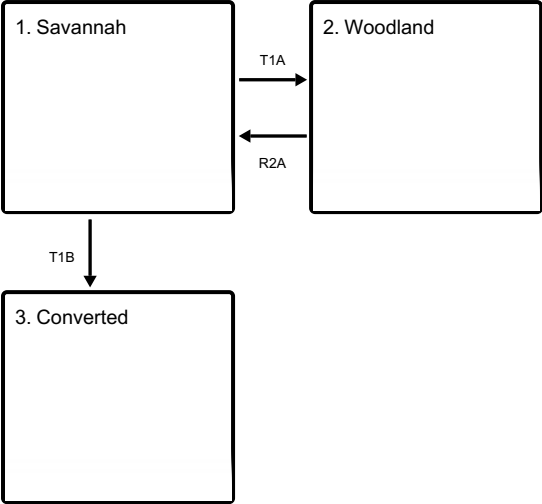 1. Savannah
2. Woodland
T1A
R2A
T1B
3. Converted